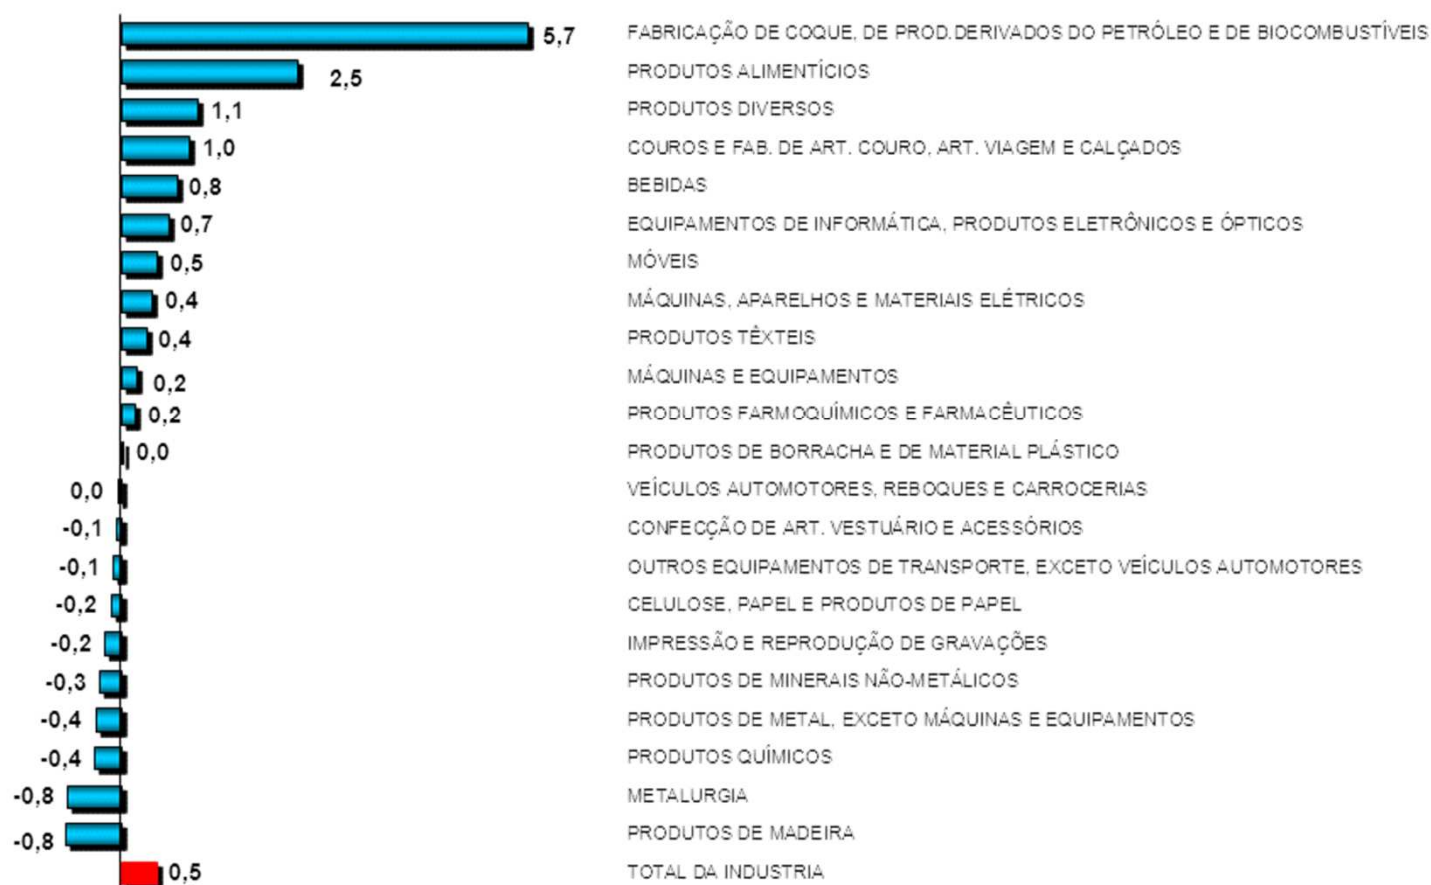 5,7 FABRICAÇÃO DE COQUE, DE PROD.DERIVADOS DO PETRÓLEO E DE BIOCOMBUSTÍVEIS
2,5 PRODUTOS ALIMENTÍCIOS
1,1 PRODUTOS DIVERSOS
1,0 COUROS E FAB. DE ART. COURO, ART. VIAGEM E CALÇADOS
0,8 BEBIDAS
0,7 EQUIPAMENTOS DE INFORMÁTICA, PRODUTOS ELETRÔNICOS E ÓPTICOS
0,5 MÓVEIS
0,4 MÁQUINAS, APARELHOS E MATERIAIS ELÉTRICOS
0,4 PRODUTOS TÊXTEIS
0,2 MÁQUINAS E EQUIPAMENTOS
0,2 PRODUTOS FARMOQUÍMICOS E FARMACÊUTICOS
0,0 PRODUTOS DE BORRACHA E DE MATERIAL PLÁSTICO
0,0 VEÍCULOS AUTOMOTORES, REBOQUES E CARROCERIAS
-0,1 CONFECÇÃO DE ART. VESTUÁRIO E ACESSÓRIOS
-0,1 OUTROS EQUIPAMENTOS DE TRANSPORTE, EXCETO VEÍCULOS AUTOMOTORES
-0,2 CELULOSE, PAPEL E PRODUTOS DE PAPEL
-0,2 IMPRESSÃO E REPRODUÇÃO DE GRAVAÇÕES
-0,3 PRODUTOS DE MINERAIS NÃO-METÁLICOS
-0,4 PRODUTOS DE METAL, EXCETO MÁQUINAS E EQUIPAMENTOS
-0,4 PRODUTOS QUÍMICOS
-0,8 METALURGIA
-0,8 PRODUTOS DE MADEIRA
0,5 TOTAL DA INDUSTRIA